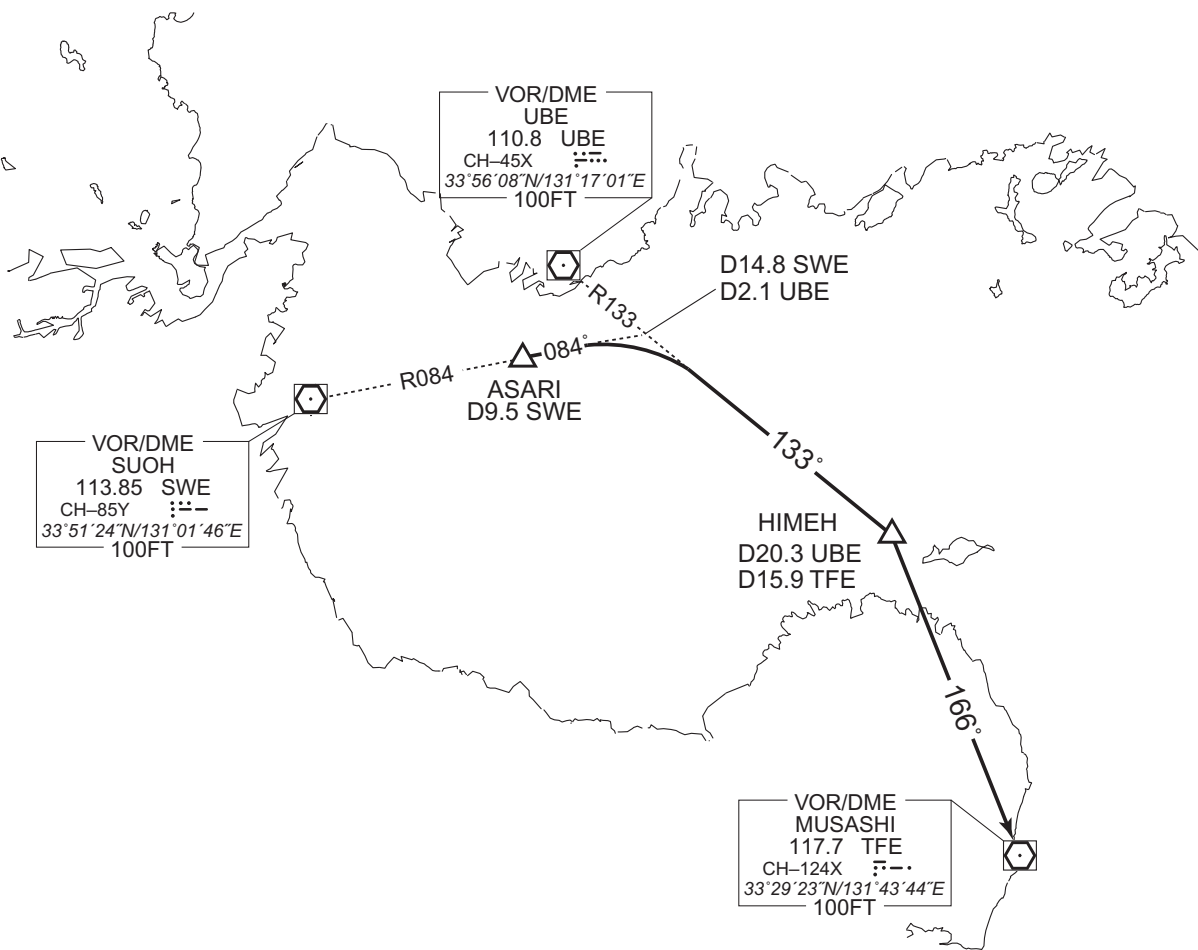 VOR/DME
UBE
110.8 UBE
CH–45X
33°56′08″N/131°17′01″E
100FT
D14.8 SWE
D2.1 UBE
R133
084°
R084
ASARI
D9.5 SWE
VOR/DME
SUOH
113.85 SWE
CH–85Y
33°51′24″N/131°01′46″E
100FT
133°
HIMEH
D20.3 UBE
D15.9 TFE
166°
VOR/DME
MUSASHI
117.7 TFE
CH–124X
33°29′23″N/131°43′44″E
100FT